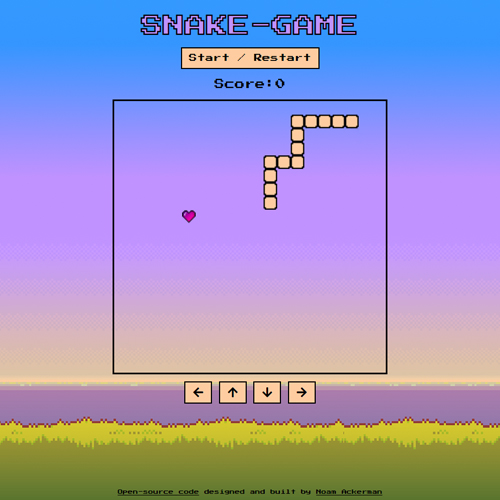 SNAKE-GAME
Start / Restart
Score:0
← ↑ ↓ →
Open-source code designed and built by Noam Ackerman